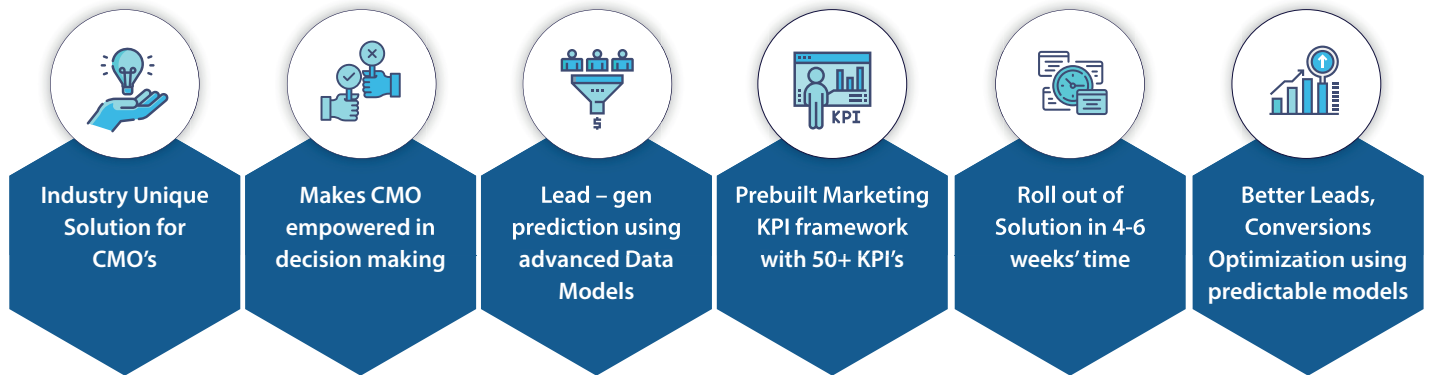 Industry Unique
Solution for
CMO's
Makes CMO
empowered in
decision making
Lead – gen
prediction using
advanced Data
Models
$
KPI
Prebuilt Marketing
KPI framework
with 50+ KPI's
Roll out of
Solution in 4-6
weeks' time
Better Leads,
Conversions
Optimization using
predictable models